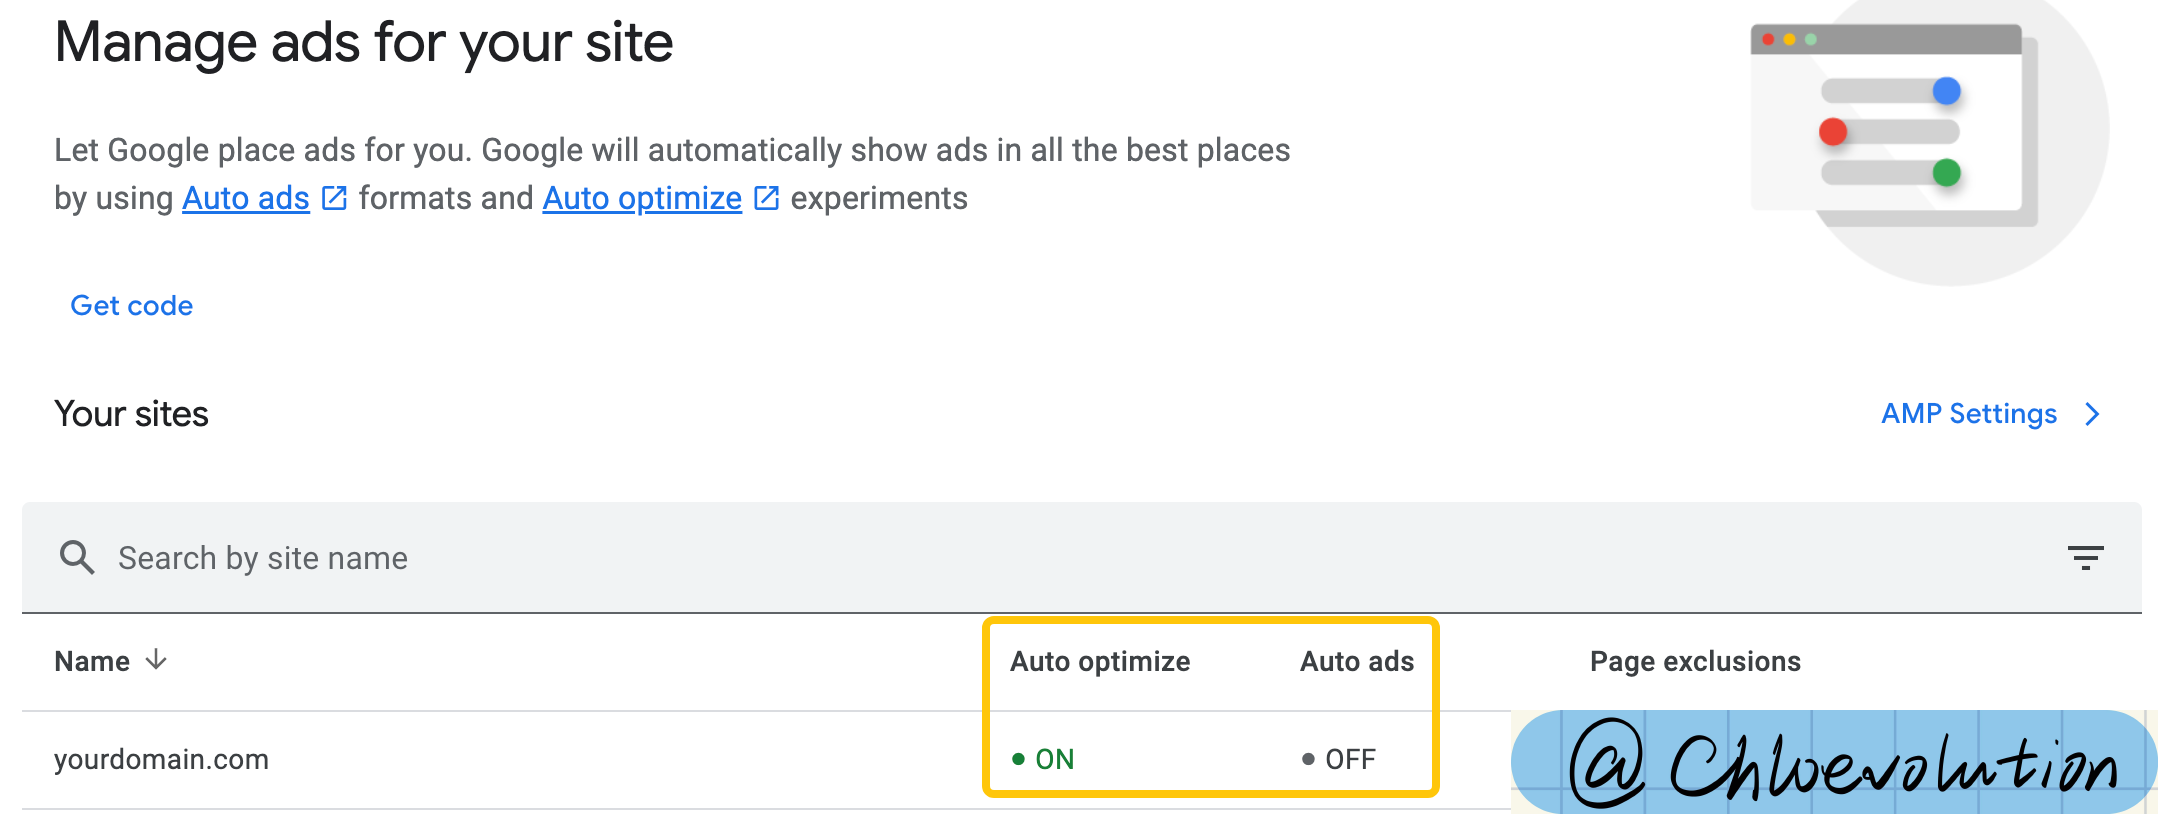 Manage ads for your site
Let Google place ads for you. Google will automatically show ads in all the best places
by using Auto ads formats and Auto optimize experiments
Get code
Your sites
AMP Settings
Search by site name
Name Auto optimize Auto ads Page exclusions
yourdomain.com ON OFF @Chloevolution